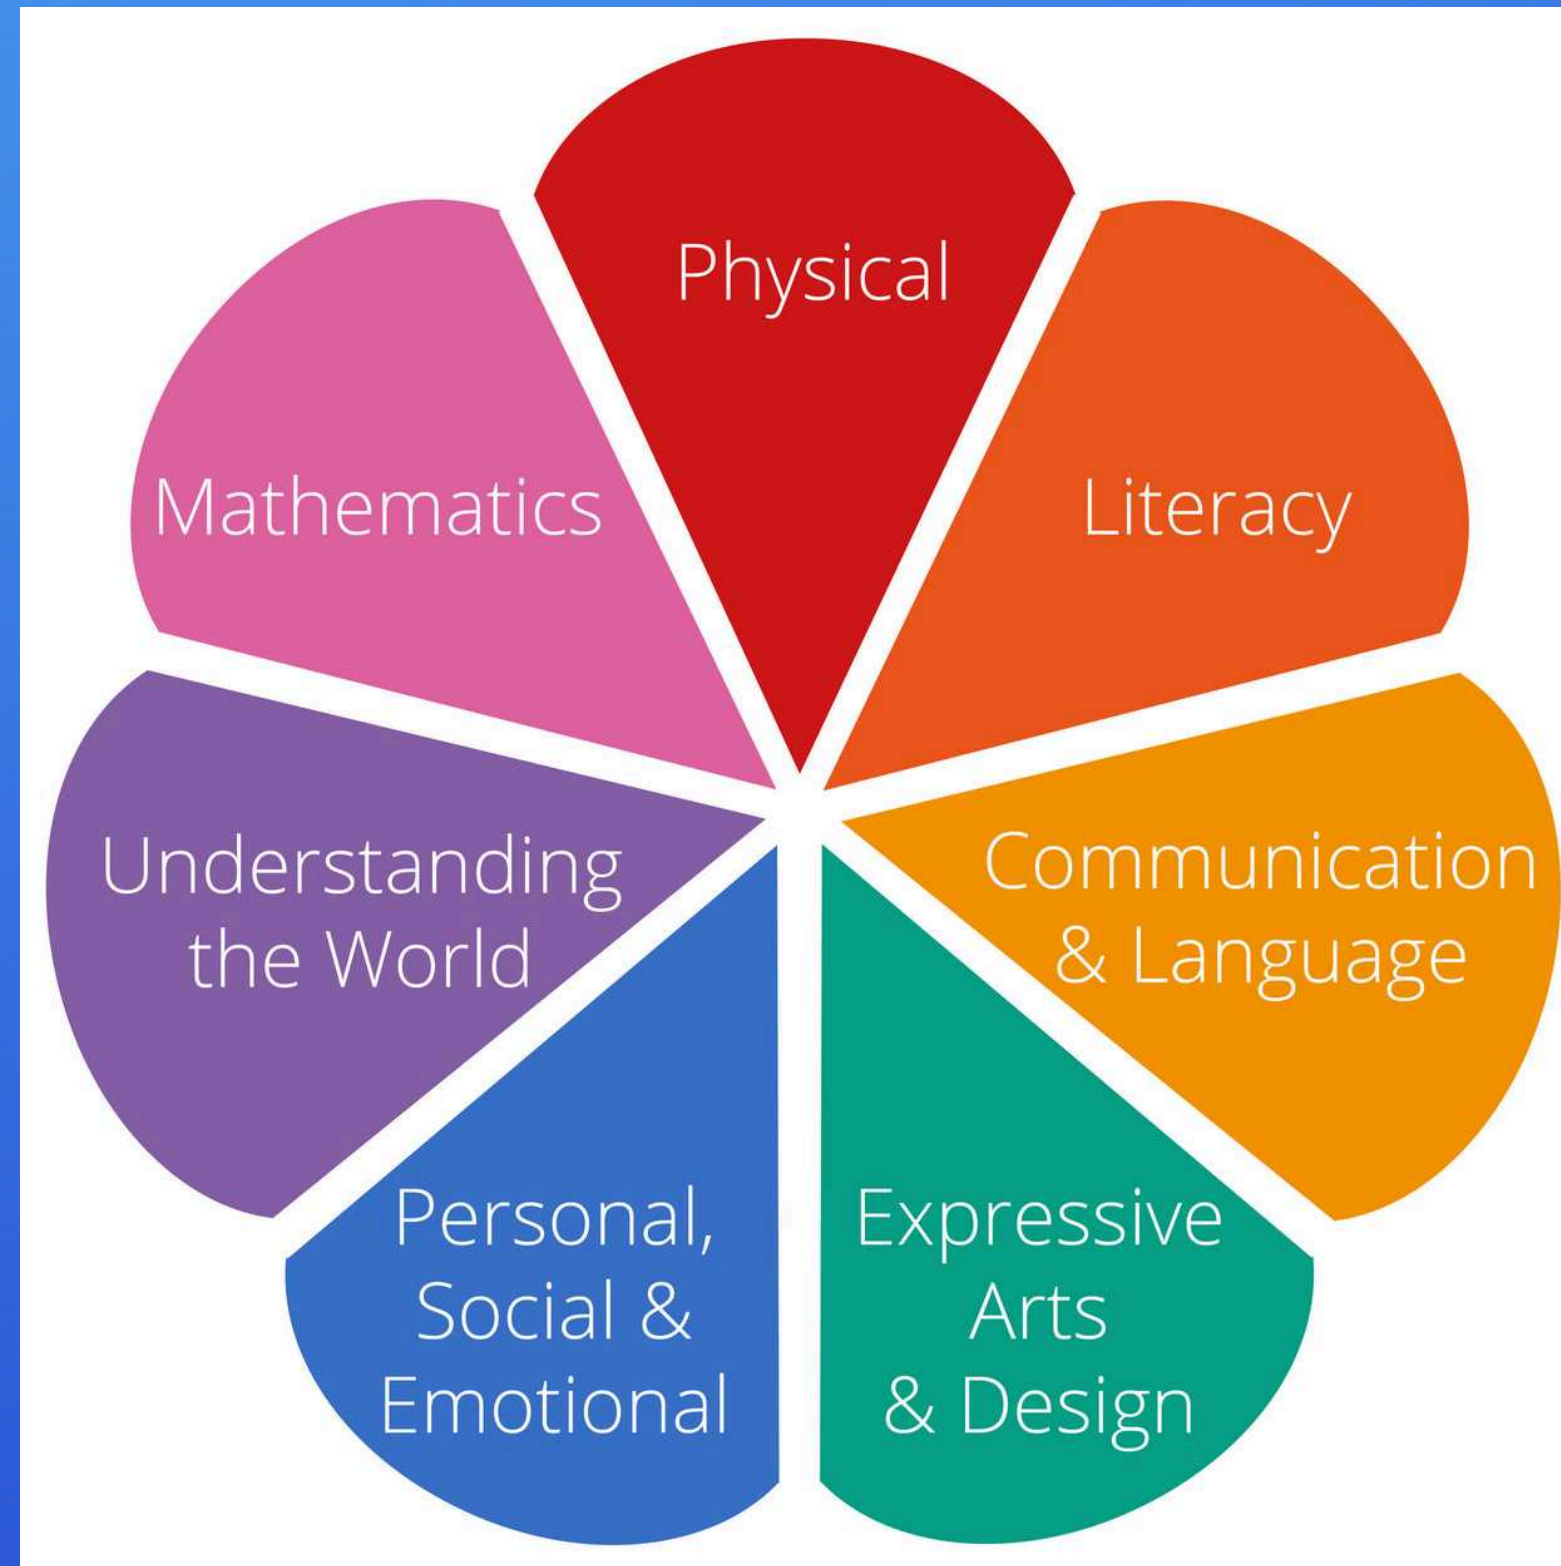 Physical
Literacy
Communication
& Language
Expressive
Arts
& Design
Personal,
Social &
Emotional
Understanding
the World
Mathematics